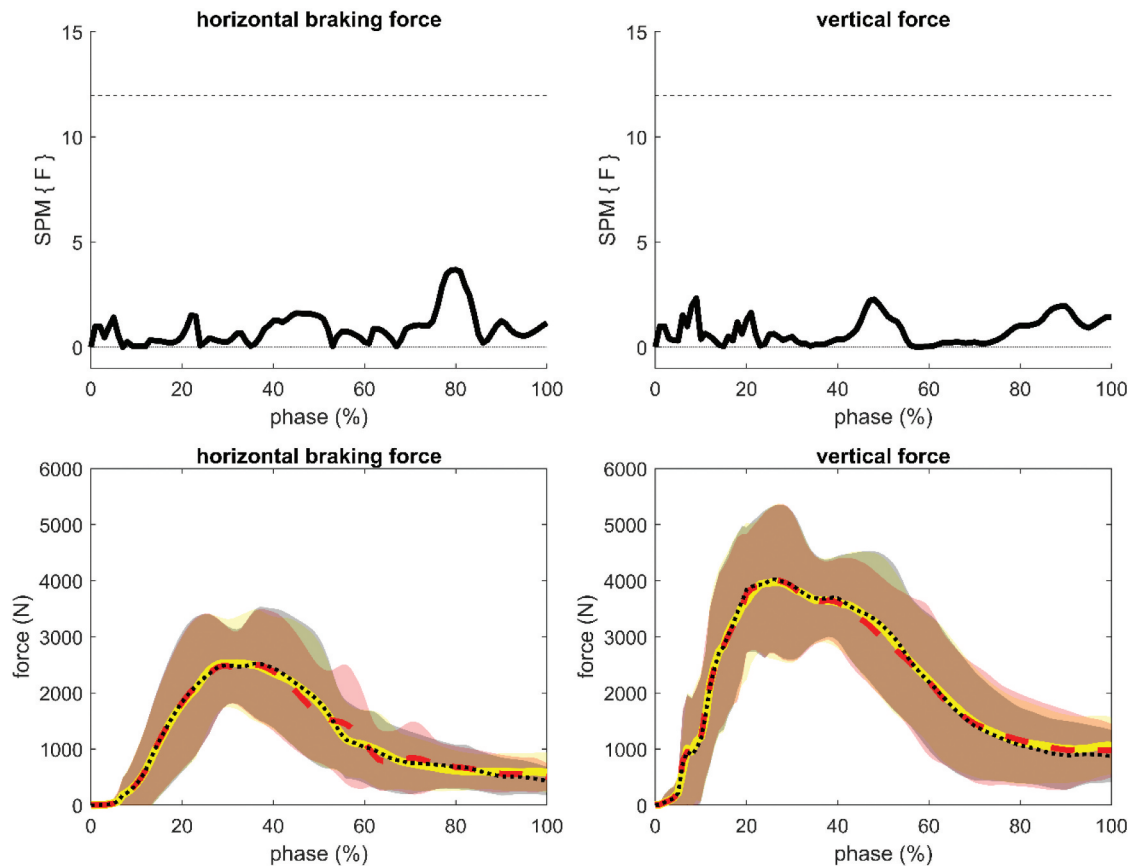 horizontal braking force
15
10
5
0
SPM { F }
0 20 40 60 80 100
phase (%)
vertical force
15
10
5
0
SPM { F }
0 20 40 60 80 100
phase (%)
horizontal braking force
6000
5000
4000
3000
2000
1000
0
force (N)
0 20 40 60 80 100
phase (%)
vertical force
6000
5000
4000
3000
2000
1000
0
force (N)
0 20 40 60 80 100
phase (%)